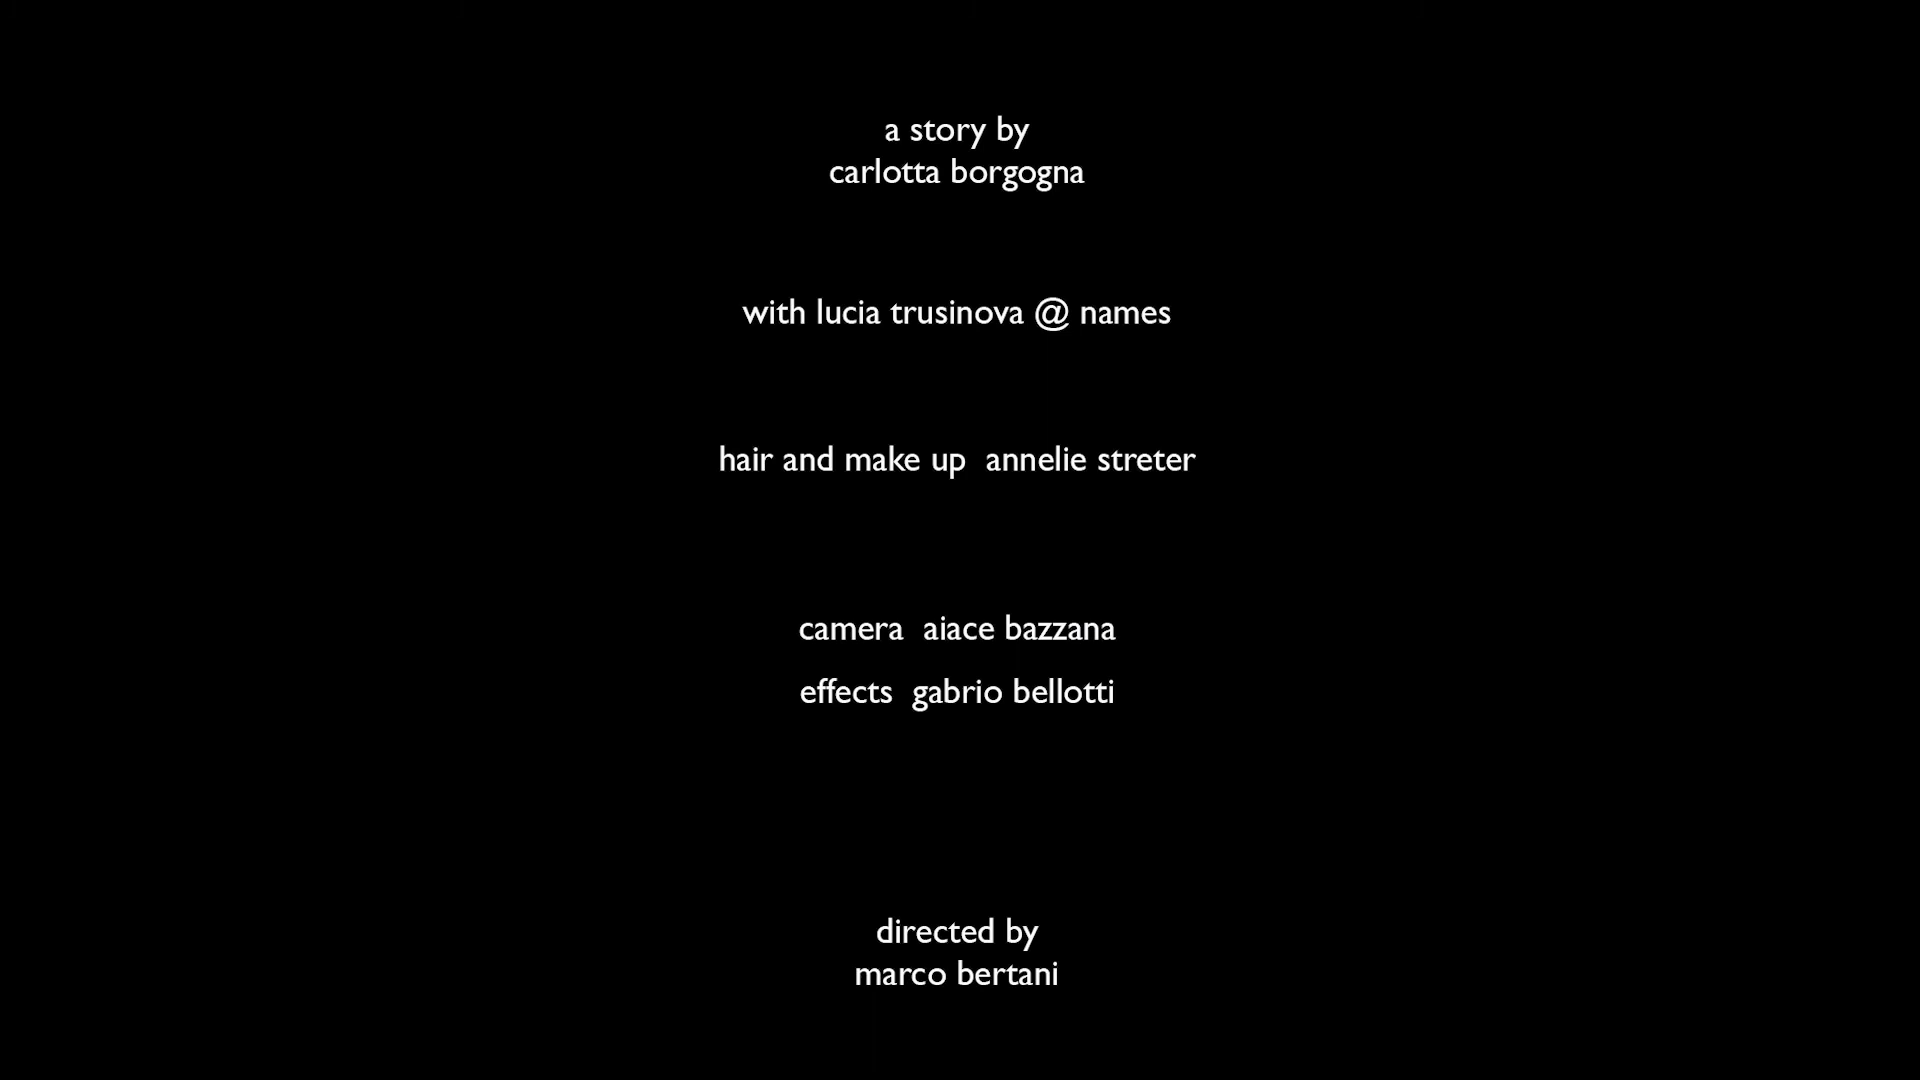 a story by
carlotta borgogna
with lucia trusinova @ names
hair and make up  annelie streter
camera  aiace bazzana
effects  gabrio bellotti
directed by
marco bertani